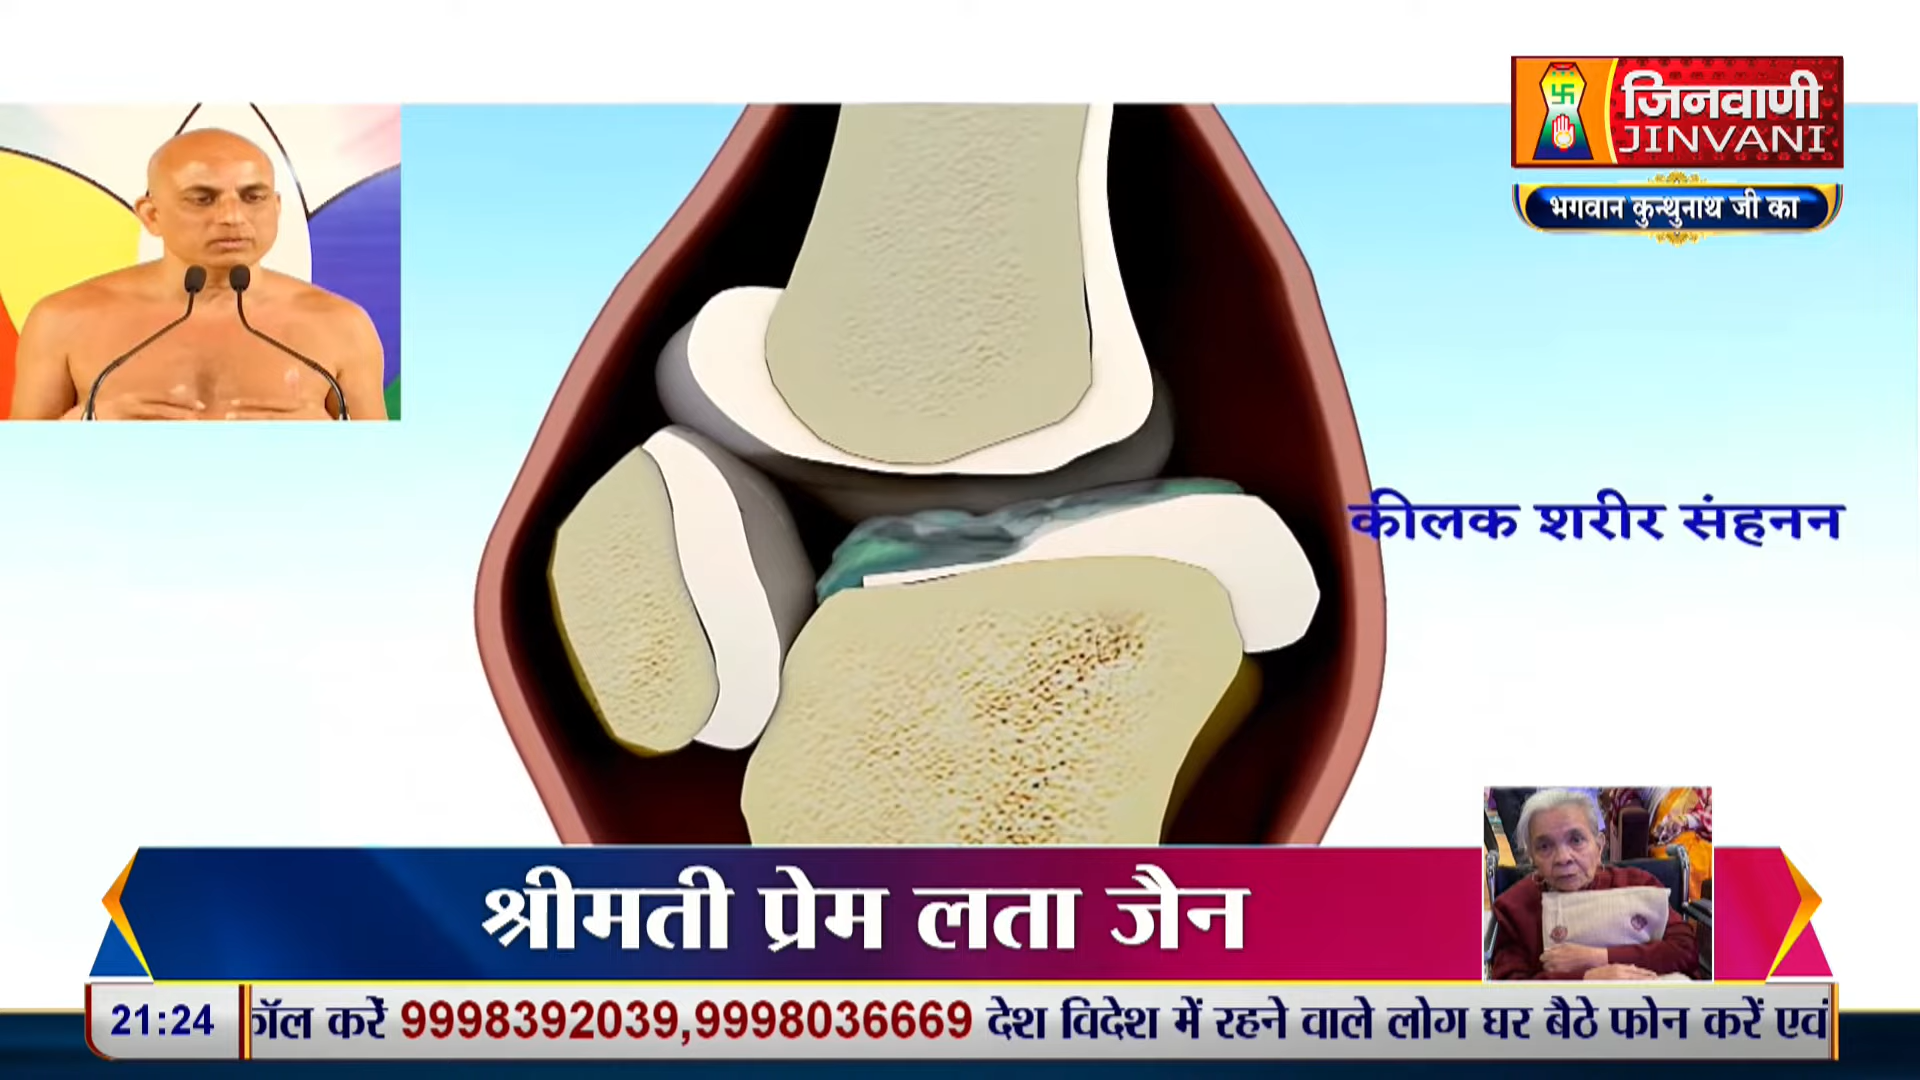 जिनवाणी
JINVANI
भगवान कुन्थुनाथ जी का
कीलक शरीर संहनन
श्रीमती प्रेम लता जैन
21:24
कॉल करें 9998392039,9998036669 देश विदेश में रहने वाले लोग घर बैठे फोन करें एवं